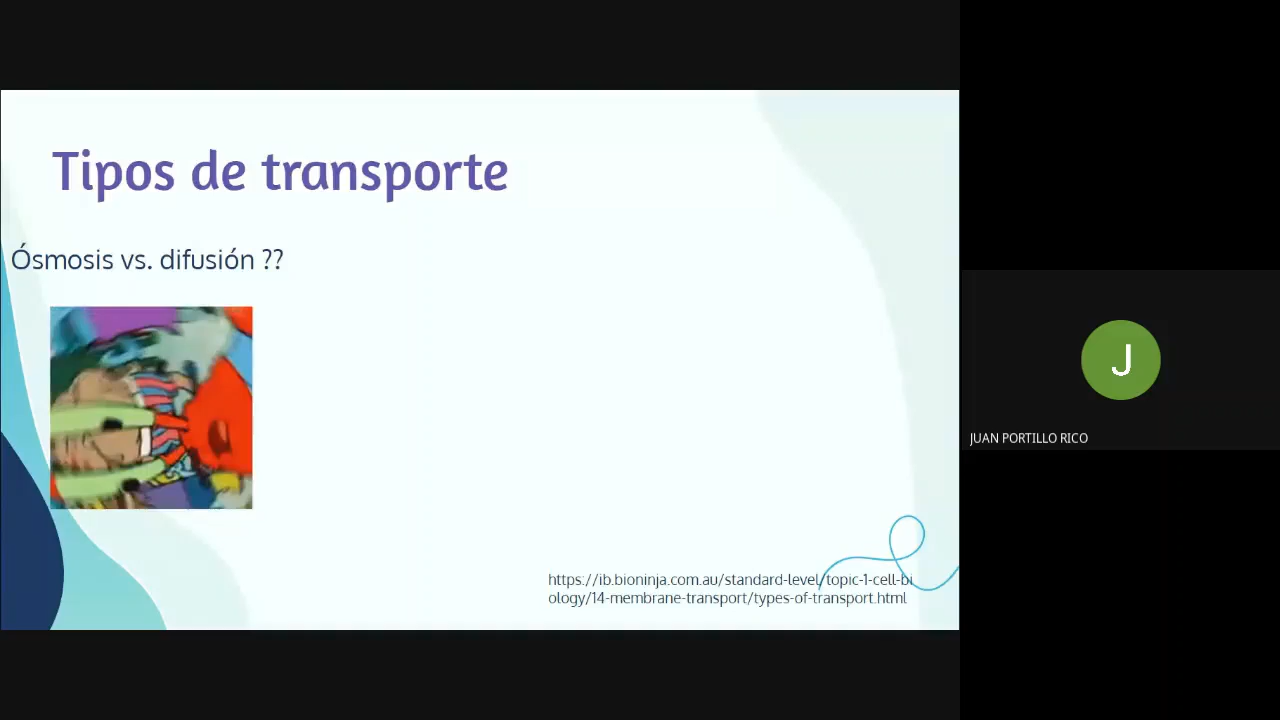 Tipos de transporte
Ósmosis vs. difusión ??
https://ib.bioninja.com.au/standard-level/topic-1-cell-bi
ology/14-membrane-transport/types-of-transport.html
J
JUAN PORTILLO RICO